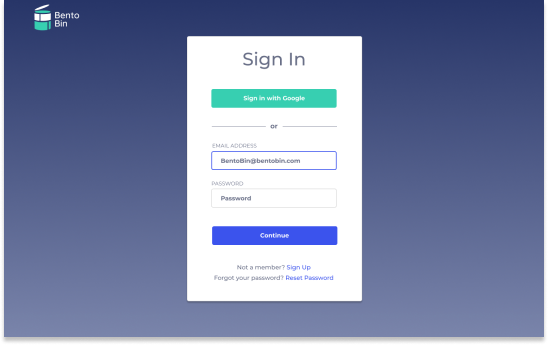 Bento
Bin
Sign In
Sign in with Google
or
EMAIL ADDRESS
BentoBin@bentobin.com
PASSWORD
Password
Continue
Not a member? Sign Up
Forgot your password? Reset Password